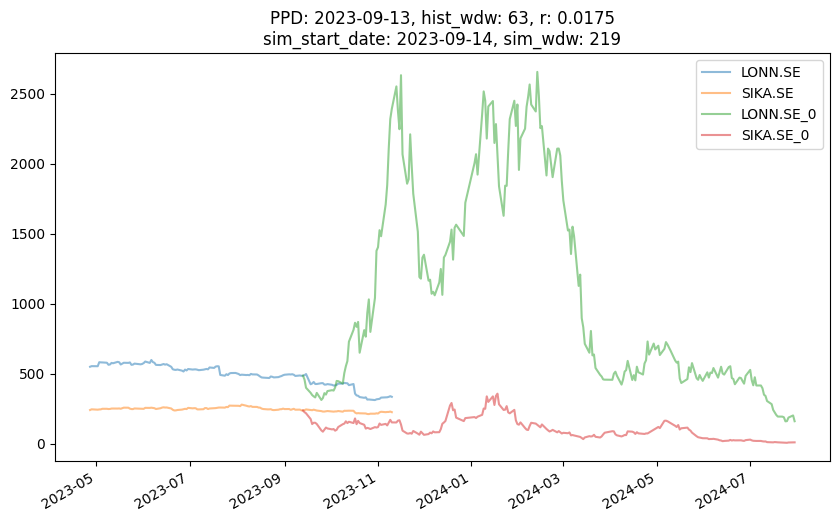 PPD: 2023-09-13, hist_wdw: 63, r: 0.0175
sim_start_date: 2023-09-14, sim_wdw: 219
LONN.SE
SIKA.SE
LONN.SE_0
SIKA.SE_0
2500
2000
1500
1000
500
0
2023-05
2023-07
2023-09
2023-11
2024-01
2024-03
2024-05
2024-07